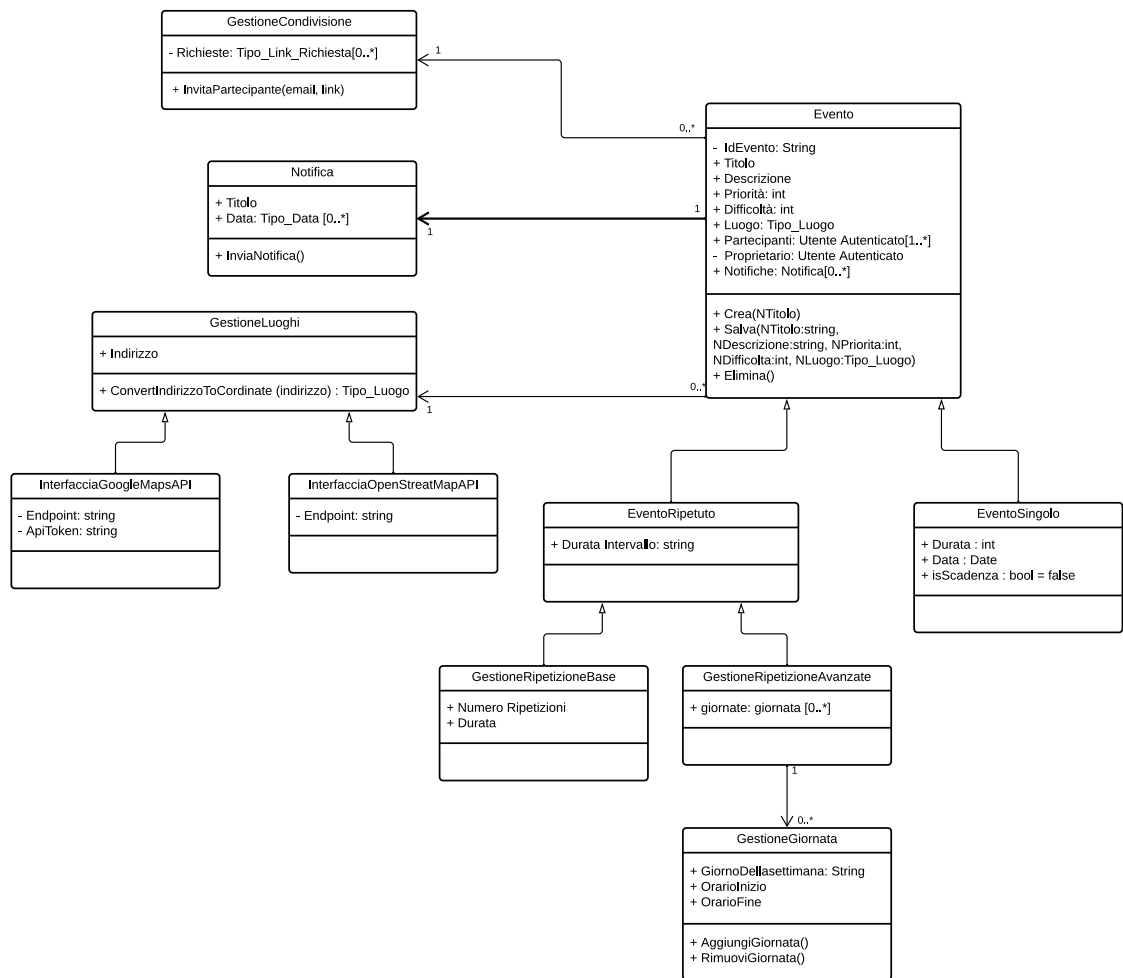 GestioneCondivisione
- Richieste: Tipo_Link_Richiesta[0..*]
+ InvitaPartecipante(email, link)
1
0..*
Evento
- IdEvento: String
+ Titolo
+ Descrizione
+ Priorità: int
+ Difficoltà: int
+ Luogo: Tipo_Luogo
+ Partecipanti: Utente Autenticato[1..*]
- Proprietario: Utente Autenticato
+ Notifiche: Notifica[0..*]
+ Crea(NTitolo)
+ Salva(NTitolo:string,
NDescrizione:string, NPriorita:int,
NDifficolta:int, NLuogo:Tipo_Luogo)
+ Elimina()
Notifica
+ Titolo
+ Data: Tipo_Data [0..*]
+ InviaNotifica()
1
1
GestioneLuoghi
+ Indirizzo
+ ConvertIndirizzoToCordinate (indirizzo) : Tipo_Luogo
0..*
1
InterfacciaGoogleMapsAPI
- Endpoint: string
- ApiToken: string
InterfacciaOpenStreatMapAPI
- Endpoint: string
EventoRipetuto
+ Durata Intervallo: string
EventoSingolo
+ Durata : int
+ Data : Date
+ isScadenza : bool = false
GestioneRipetizioneBase
+ Numero Ripetizioni
+ Durata
GestioneRipetizioneAvanzate
+ giornate: giornata [0..*]
1
0..*
GestioneGiornata
+ GiornoDellasettimana: String
+ OrarioInizio
+ OrarioFine
+ AggiungiGiornata()
+ RimuoviGiornata()